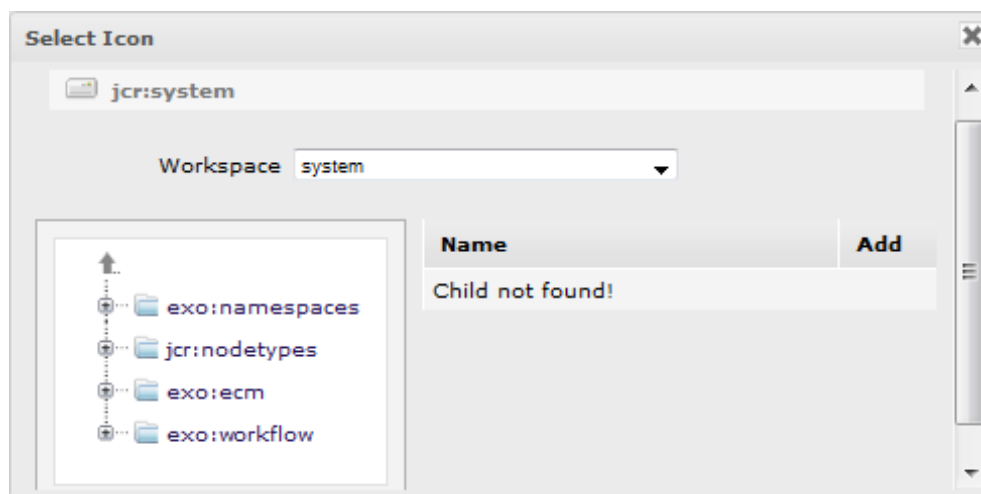 Select Icon
jcr:system
Workspace system
Name Add
Child not found!
exo:namespaces
jcr:nodetypes
exo:ecm
exo:workflow